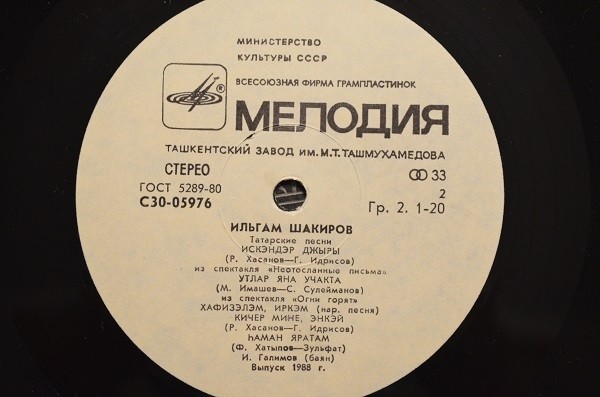 МИНИСТЕРСТВО
КУЛЬТУРЫ СССР
ВСЕСОЮЗНАЯ ФИРМА ГРАМПЛАСТИНОК
® МЕЛОДИЯ
ТАШКЕНТСКИЙ ЗАВОД ИМ. М.Т. ТАШМУХАМЕДОВА
СТЕРЕО 33
ГОСТ 5289-80 2
С30-05976 Гр. 2. 1-20
ИЛЬГАМ ШАКИРОВ
Татарские песни
ИСКЭНДЭР ДЖЫРЫ
(Р. Хасанов—Г. Идрисов)
из спектакля «Неотосланные письма»
УТЛАР ЯНА УЧАКТА
(М. Имашев—С. Сулейманов)
из спектакля «Огни горят»
ХАФИЗЭЛЭМ, ИРКЭМ (нар. песня)
КИЧЕР МИНЕ, ЭНКЭЙ
(Р. Хасанов—Г. Идрисов)
ҺАМАН ЯРАТАМ
(Ф. Хатыпов—Зульфат)
И. Галимов (баян)
Выпуск 1988 г.